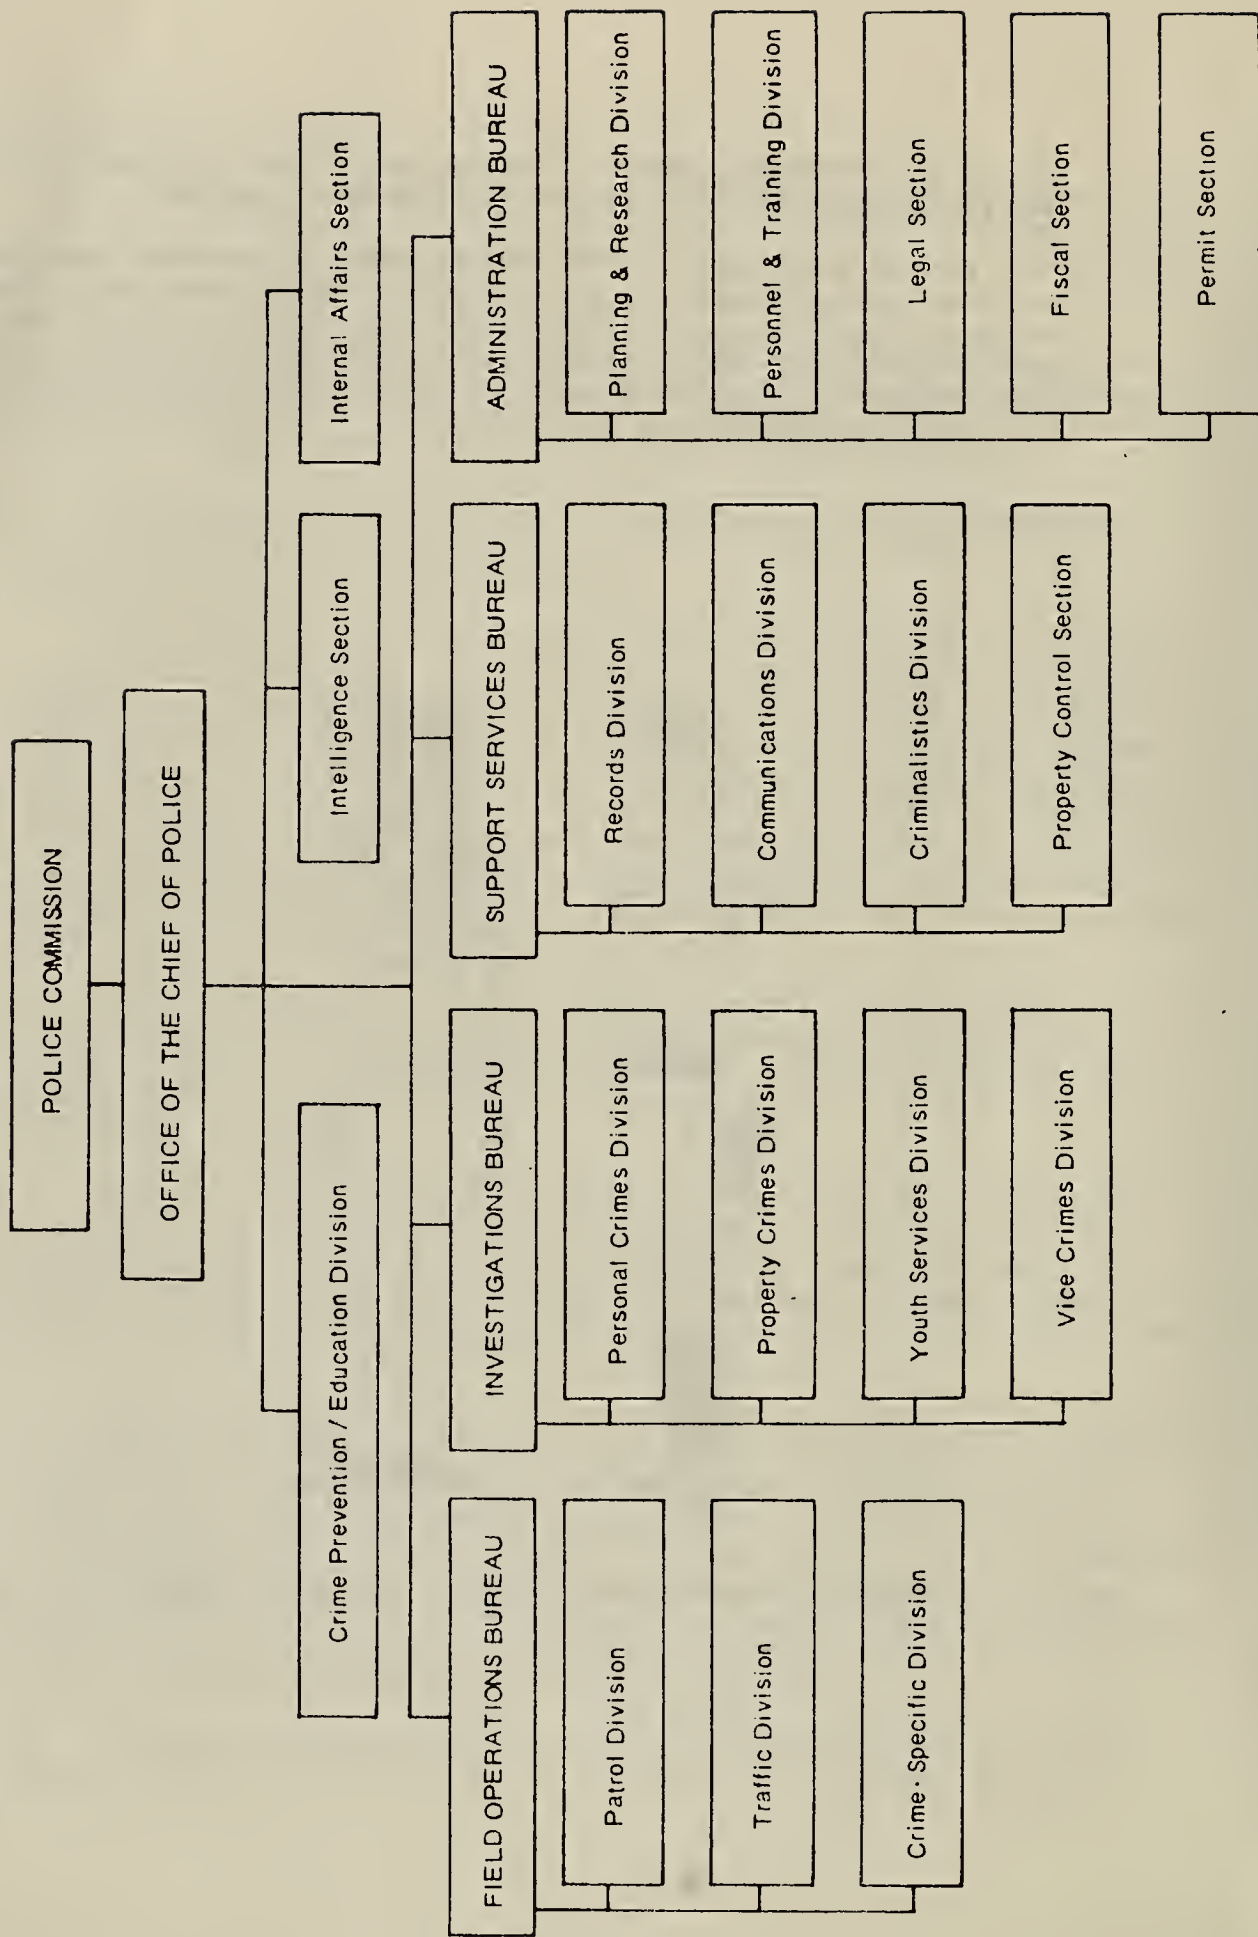 POLICE COMMISSION
OFFICE OF THE CHIEF OF POLICE
Crime Prevention / Education Division
Intelligence Section
Internal Affairs Section
FIELD OPERATIONS BUREAU
Patrol Division
Traffic Division
Crime · Specific Division
INVESTIGATIONS BUREAU
Personal Crimes Division
Property Crimes Division
Youth Services Division
Vice Crimes Division
SUPPORT SERVICES BUREAU
Records Division
Communications Division
Criminalistics Division
Property Control Section
ADMINISTRATION BUREAU
Planning & Research Division
Personnel & Training Division
Legal Section
Fiscal Section
Permit Section